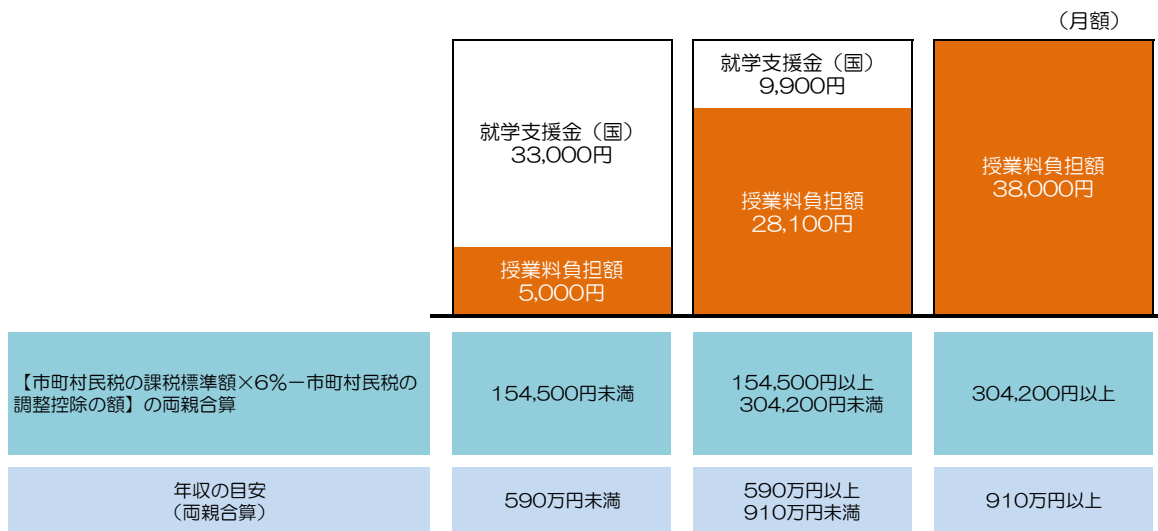 （月額）
就学支援金（国）
33,000円
授業料負担額
5,000円
就学支援金（国）
9,900円
授業料負担額
28,100円
授業料負担額
38,000円
【市町村民税の課税標準額×6％－市町村民税の
調整控除の額】の両親合算
154,500円未満
154,500円以上
304,200円未満
304,200円以上
年収の目安
（両親合算）
590万円未満
590万円以上
910万円未満
910万円以上